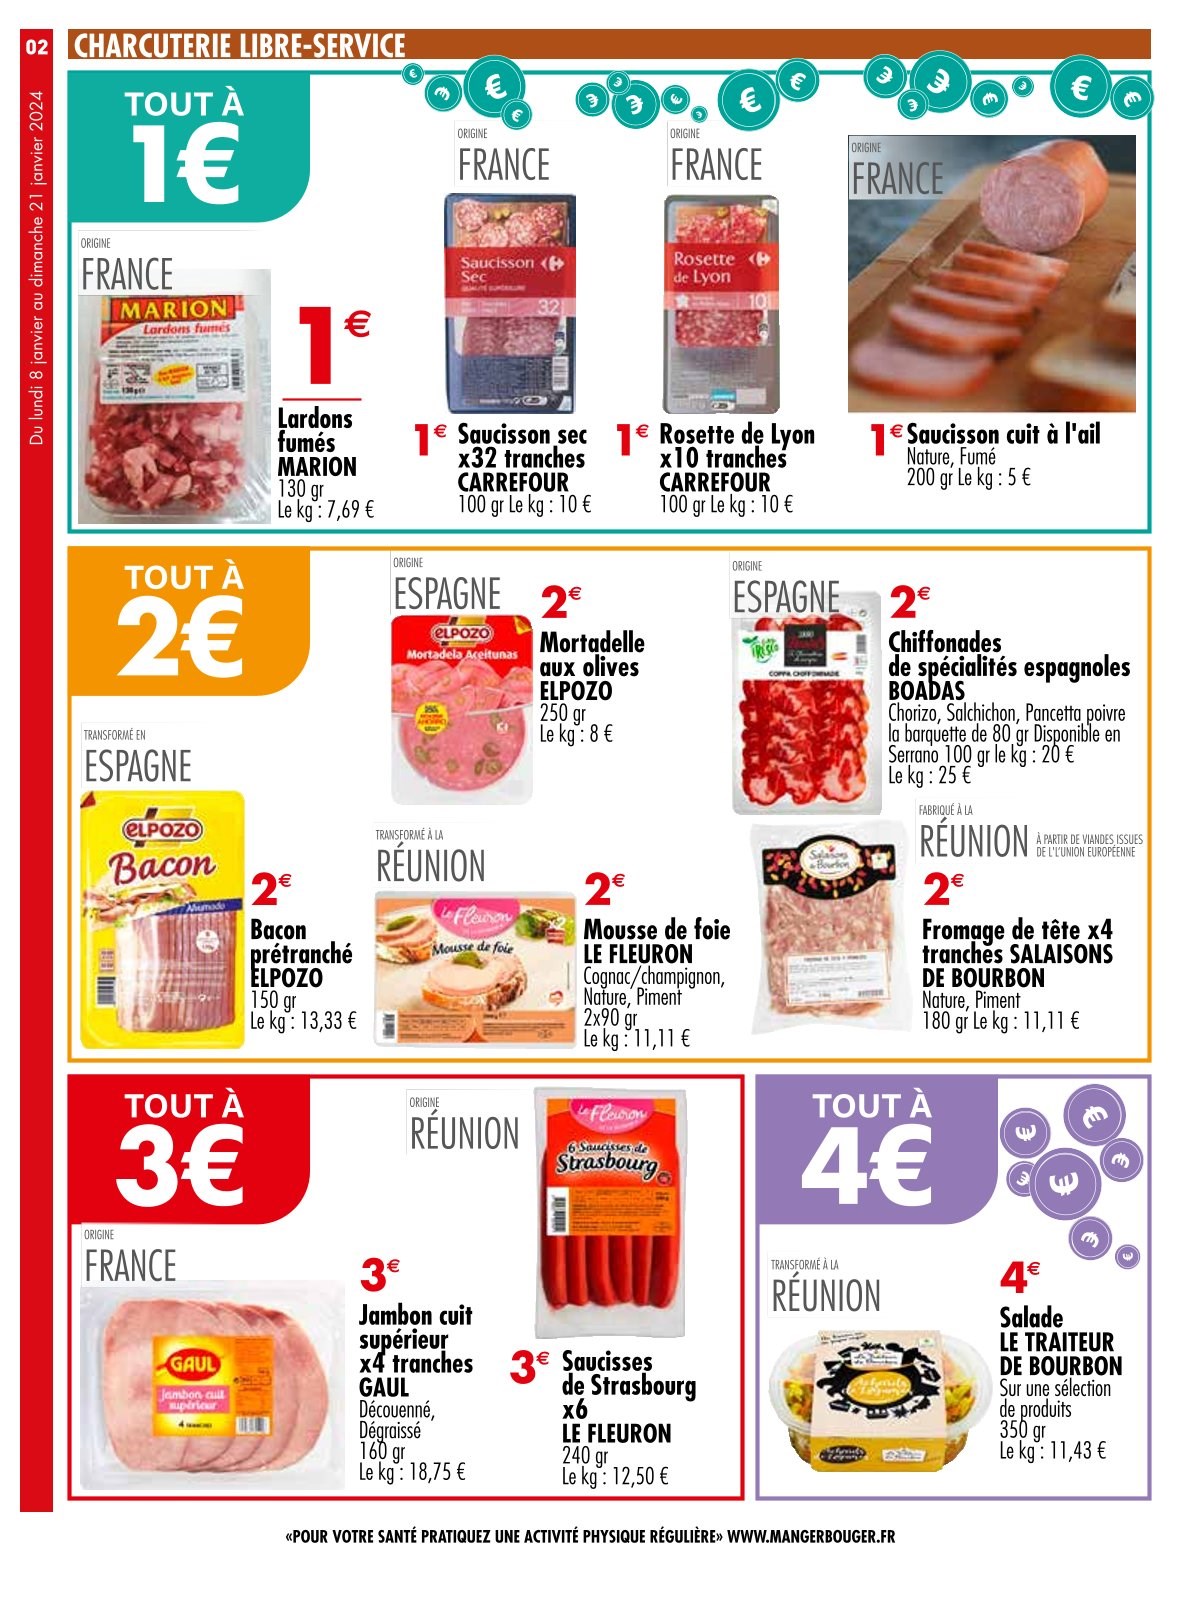 02
CHARCUTERIE LIBRE-SERVICE
Du lundi 8 janvier au dimanche 21 janvier 2024
TOUT À
1€
ORIGINE
FRANCE
MARION
Lardons fumés
130g
1€
Lardons
fumés
MARION
130 gr
Le kg : 7,69 €
ORIGINE
FRANCE
Saucisson
Sec
QUALITÉ SUPÉRIEURE
32
1€ Saucisson sec
x32 tranches
CARREFOUR
100 gr Le kg : 10 €
ORIGINE
FRANCE
Rosette
de Lyon
10
1€ Rosette de Lyon
x10 tranches
CARREFOUR
100 gr Le kg : 10 €
ORIGINE
FRANCE
1€ Saucisson cuit à l'ail
Nature, Fumé
200 gr Le kg : 5 €
TOUT À
2€
TRANSFORMÉ EN
ESPAGNE
ELPOZO
Bacon
Ahumado
2€
Bacon
prétranché
ELPOZO
150 gr
Le kg : 13,33 €
ORIGINE
ESPAGNE
ELPOZO
Mortadela Aceitunas
2€
Mortadelle
aux olives
ELPOZO
250 gr
Le kg : 8 €
ORIGINE
ESPAGNE
COPPA CHIFFONNADE
2€
Chiffonades
de spécialités espagnoles
BOADAS
Chorizo, Salchichon, Pancetta poivre
la barquette de 80 gr Disponible en
Serrano 100 gr le kg : 20 €
Le kg : 25 €
TRANSFORMÉ À LA
RÉUNION
Le Fleuron
x2
Mousse de foie
2€
Mousse de foie
LE FLEURON
Cognac/champignon,
Nature, Piment
2x90 gr
Le kg : 11,11 €
FABRIQUÉ À LA
RÉUNION
À PARTIR DE VIANDES ISSUES
DE L'L'UNION EUROPÉENNE
Salaisons
de Bourbon
2€
Fromage de tête x4
tranches SALAISONS
DE BOURBON
Nature, Piment
180 gr Le kg : 11,11 €
TOUT À
3€
ORIGINE
FRANCE
GAUL
Jambon cuit
supérieur
4 TRANCHES
3€
Jambon cuit
supérieur
x4 tranches
GAUL
Découenné,
Dégraissé
160 gr
Le kg : 18,75 €
ORIGINE
RÉUNION
Le Fleuron
6 Saucisses de
Strasbourg
3€ Saucisses
de Strasbourg
x6
LE FLEURON
240 gr
Le kg : 12,50 €
TOUT À
4€
TRANSFORMÉ À LA
RÉUNION
4€
Salade
LE TRAITEUR
DE BOURBON
Sur une sélection
de produits
350 gr
Le kg : 11,43 €
«POUR VOTRE SANTÉ PRATIQUEZ UNE ACTIVITÉ PHYSIQUE RÉGULIÈRE» WWW.MANGERBOUGER.FR